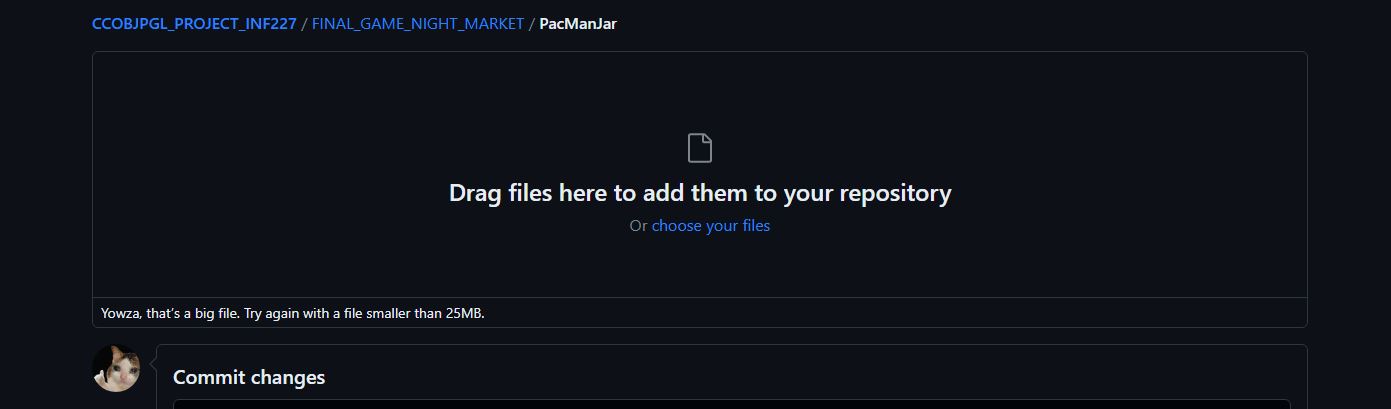 CCOBJPGL_PROJECT_INF227 / FINAL_GAME_NIGHT_MARKET / PacManJar
Drag files here to add them to your repository
Or choose your files
Yowza, that’s a big file. Try again with a file smaller than 25MB.
Commit changes